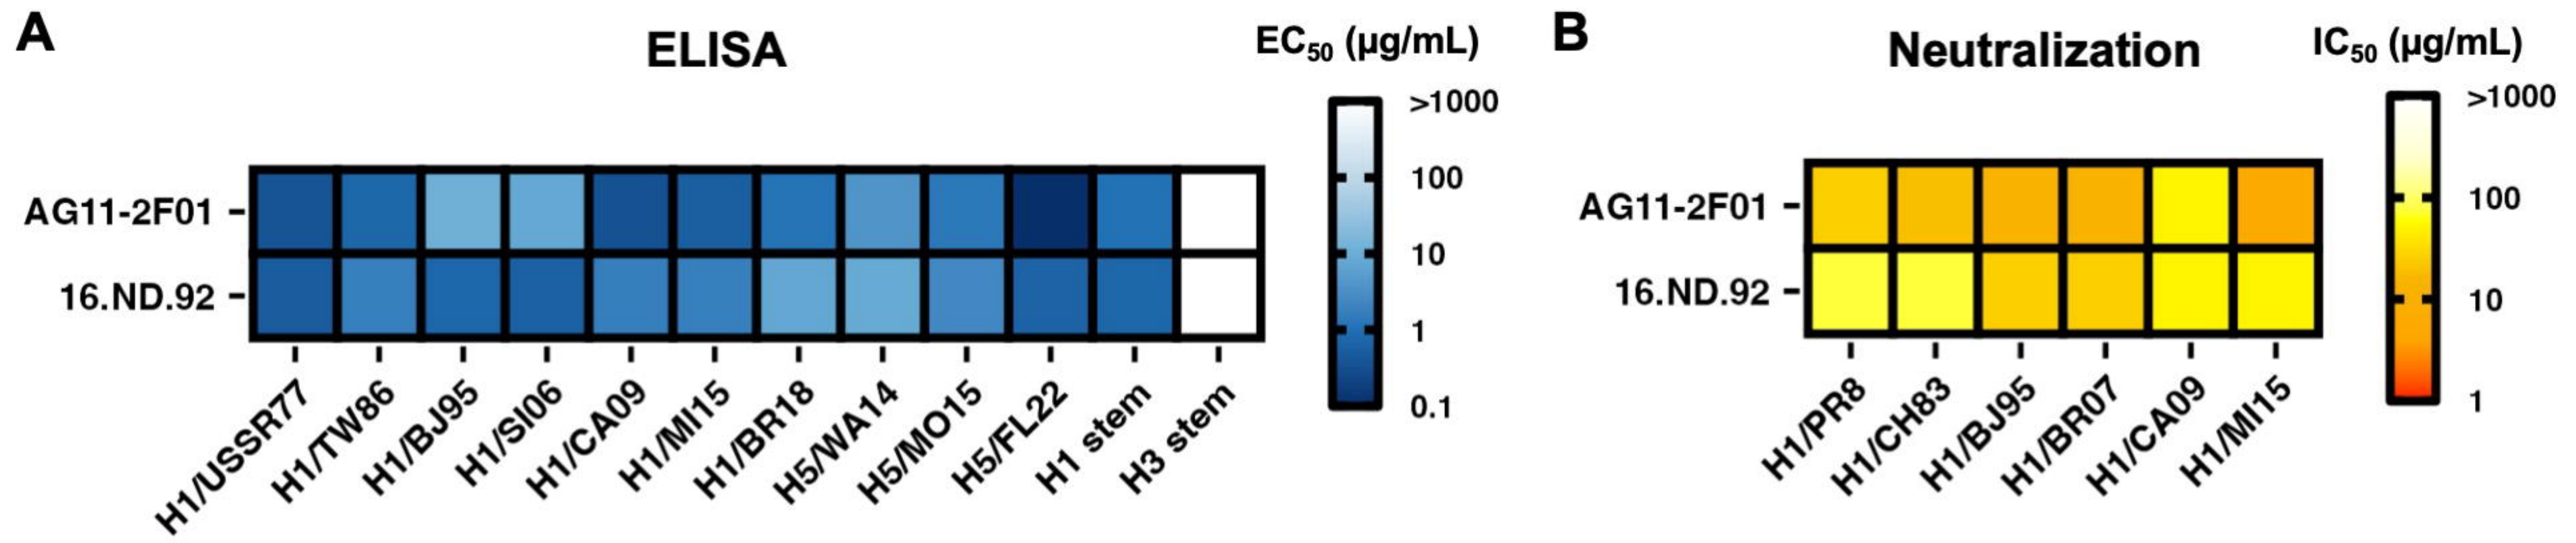 A
ELISA
EC₅₀ (µg/mL)
>1000
100
10
1
0.1
AG11-2F01
16.ND.92
H1/USSR77
H1/TW86
H1/BJ95
H1/SI06
H1/CA09
H1/MI15
H1/BR18
H5/WA14
H5/MO15
H5/FL22
H1 stem
H3 stem
B
Neutralization
IC₅₀ (µg/mL)
>1000
100
10
1
AG11-2F01
16.ND.92
H1/PR8
H1/CH83
H1/BJ95
H1/BR07
H1/CA09
H1/MI15